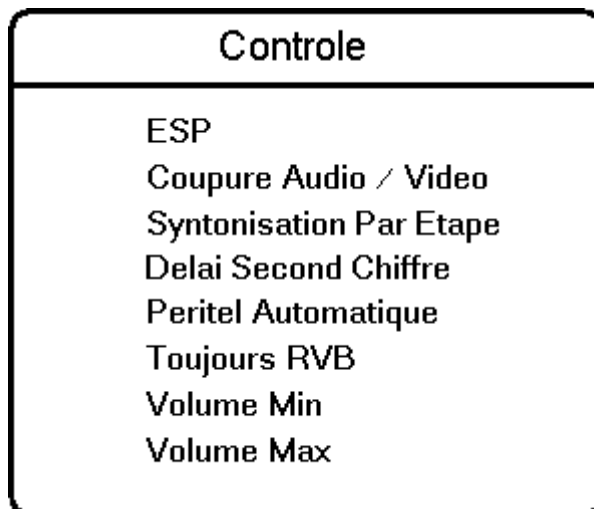 Controle
ESP
Coupure Audio / Video
Syntonisation Par Etape
Delai Second Chiffre
Peritel Automatique
Toujours RVB
Volume Min
Volume Max